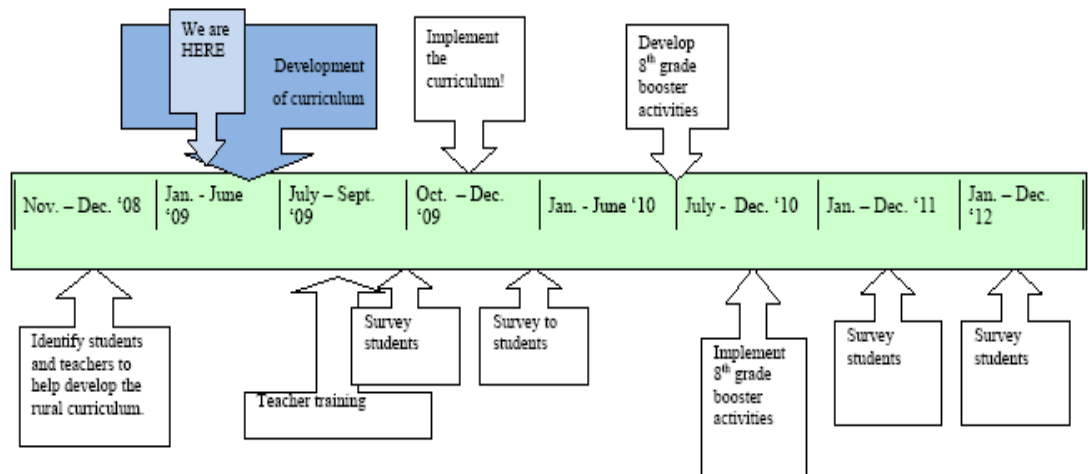 We are
HERE
Development
of curriculum
Implement
the
curriculum!
Develop
8th grade
booster
activities
Nov. – Dec. ‘08
Jan. - June
‘09
July – Sept.
‘09
Oct. – Dec.
‘09
Jan. - June ‘10
July - Dec. ‘10
Jan. – Dec. ‘11
Jan. – Dec.
‘12
Identify students
and teachers to
help develop the
rural curriculum.
Teacher training
Survey
students
Survey to
students
Implement
8th grade
booster
activities
Survey
students
Survey
students